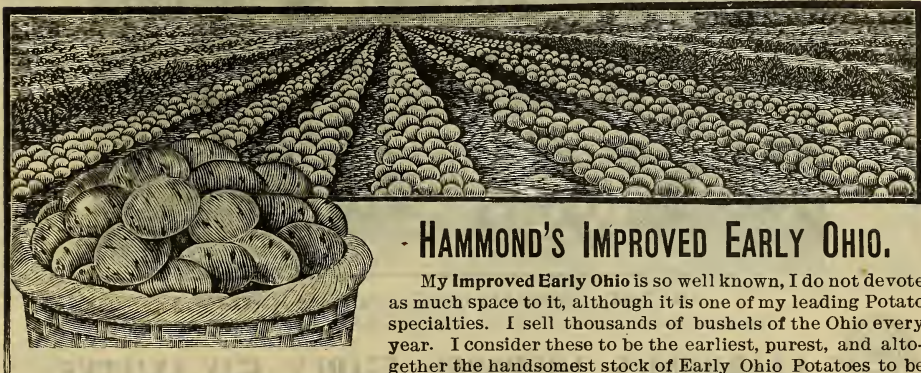 HAMMOND'S IMPROVED EARLY OHIO.
My Improved Early Ohio is so well known, I do not devote
as much space to it, although it is one of my leading Potato
specialties. I sell thousands of bushels of the Ohio every
year. I consider these to be the earliest, purest, and alto-
gether the handsomest stock of Early Ohio Potatoes to be